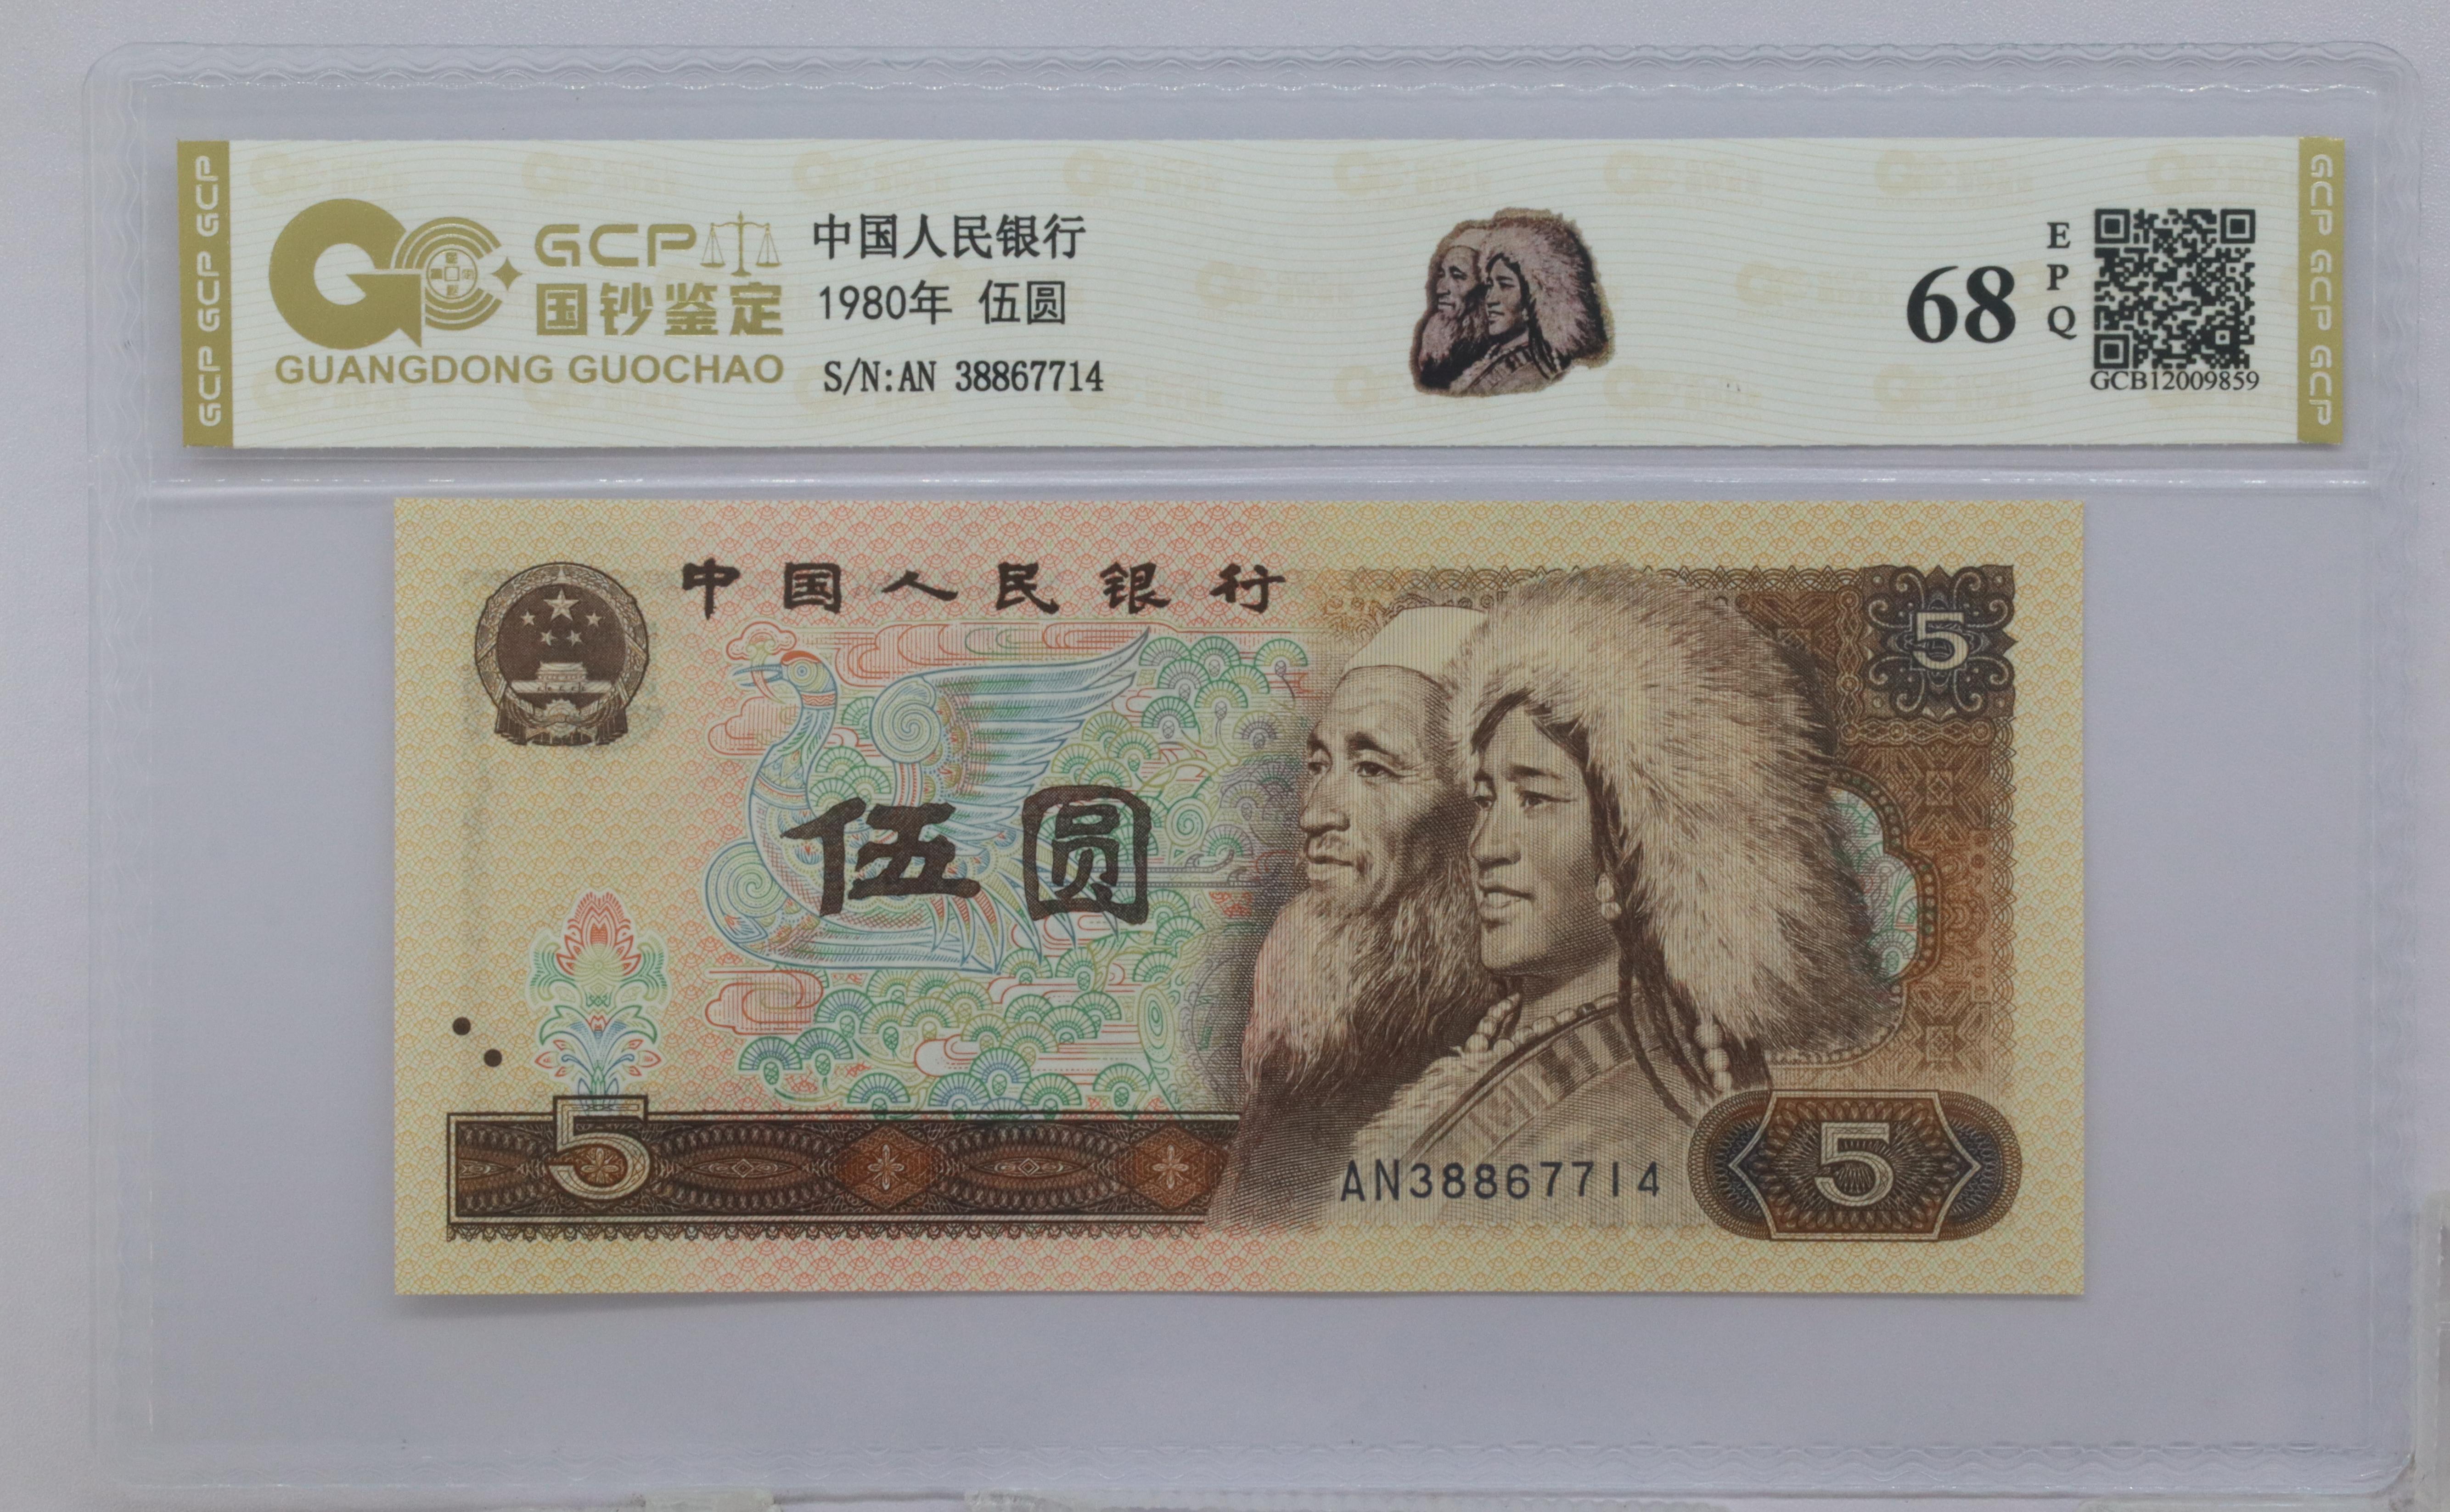 GCP GCP GCP
GCP
国钞鉴定
GUANGDONG GUOCHAO
中国人民银行
1980年 伍圆
S/N:AN 38867714
68
EPQ
GCB12009859
GCP GCP GCP
中国人民银行
5
伍圆
5
AN38867714
5